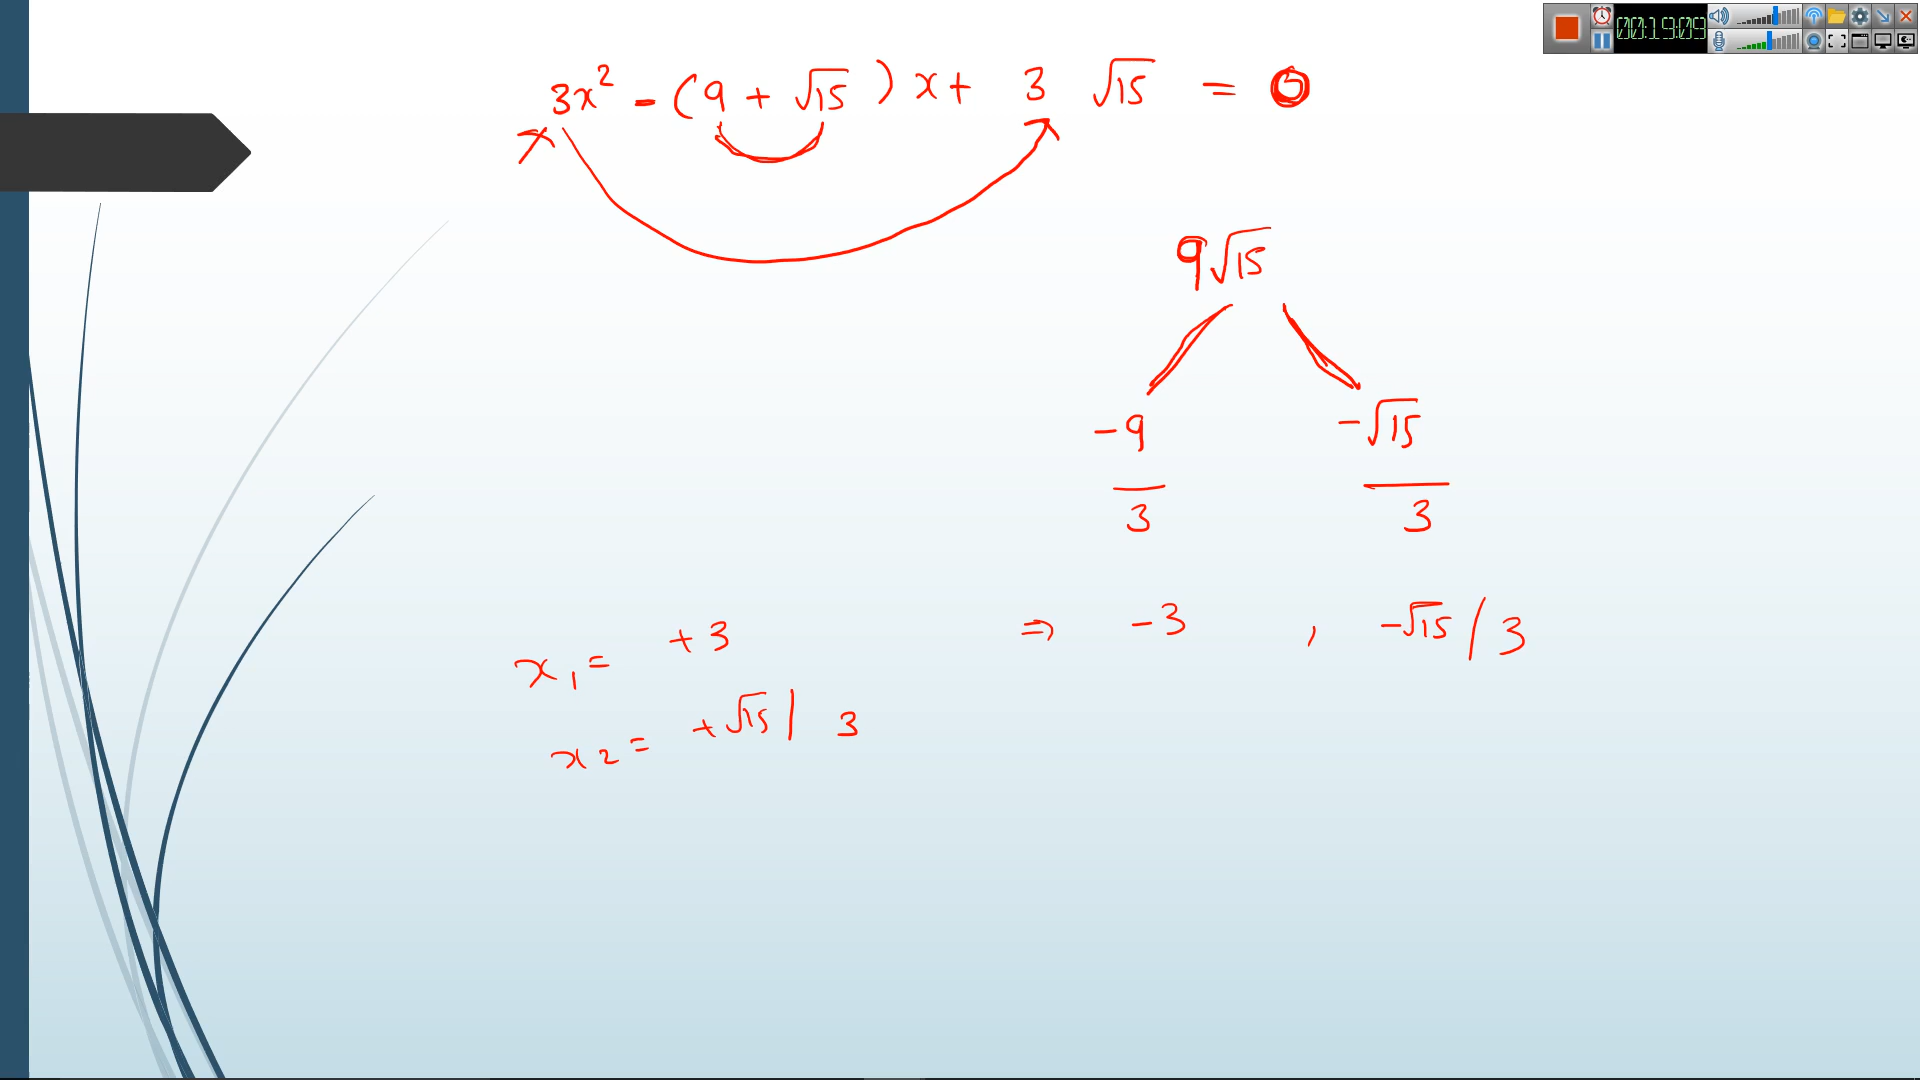 00:19:09
3x² - (9 + √15) x + 3 √15 = 0
9√15
-9 -√15
3 3
⇒ -3 , -√15 / 3
x₁ = +3
x₂ = +√15 | 3